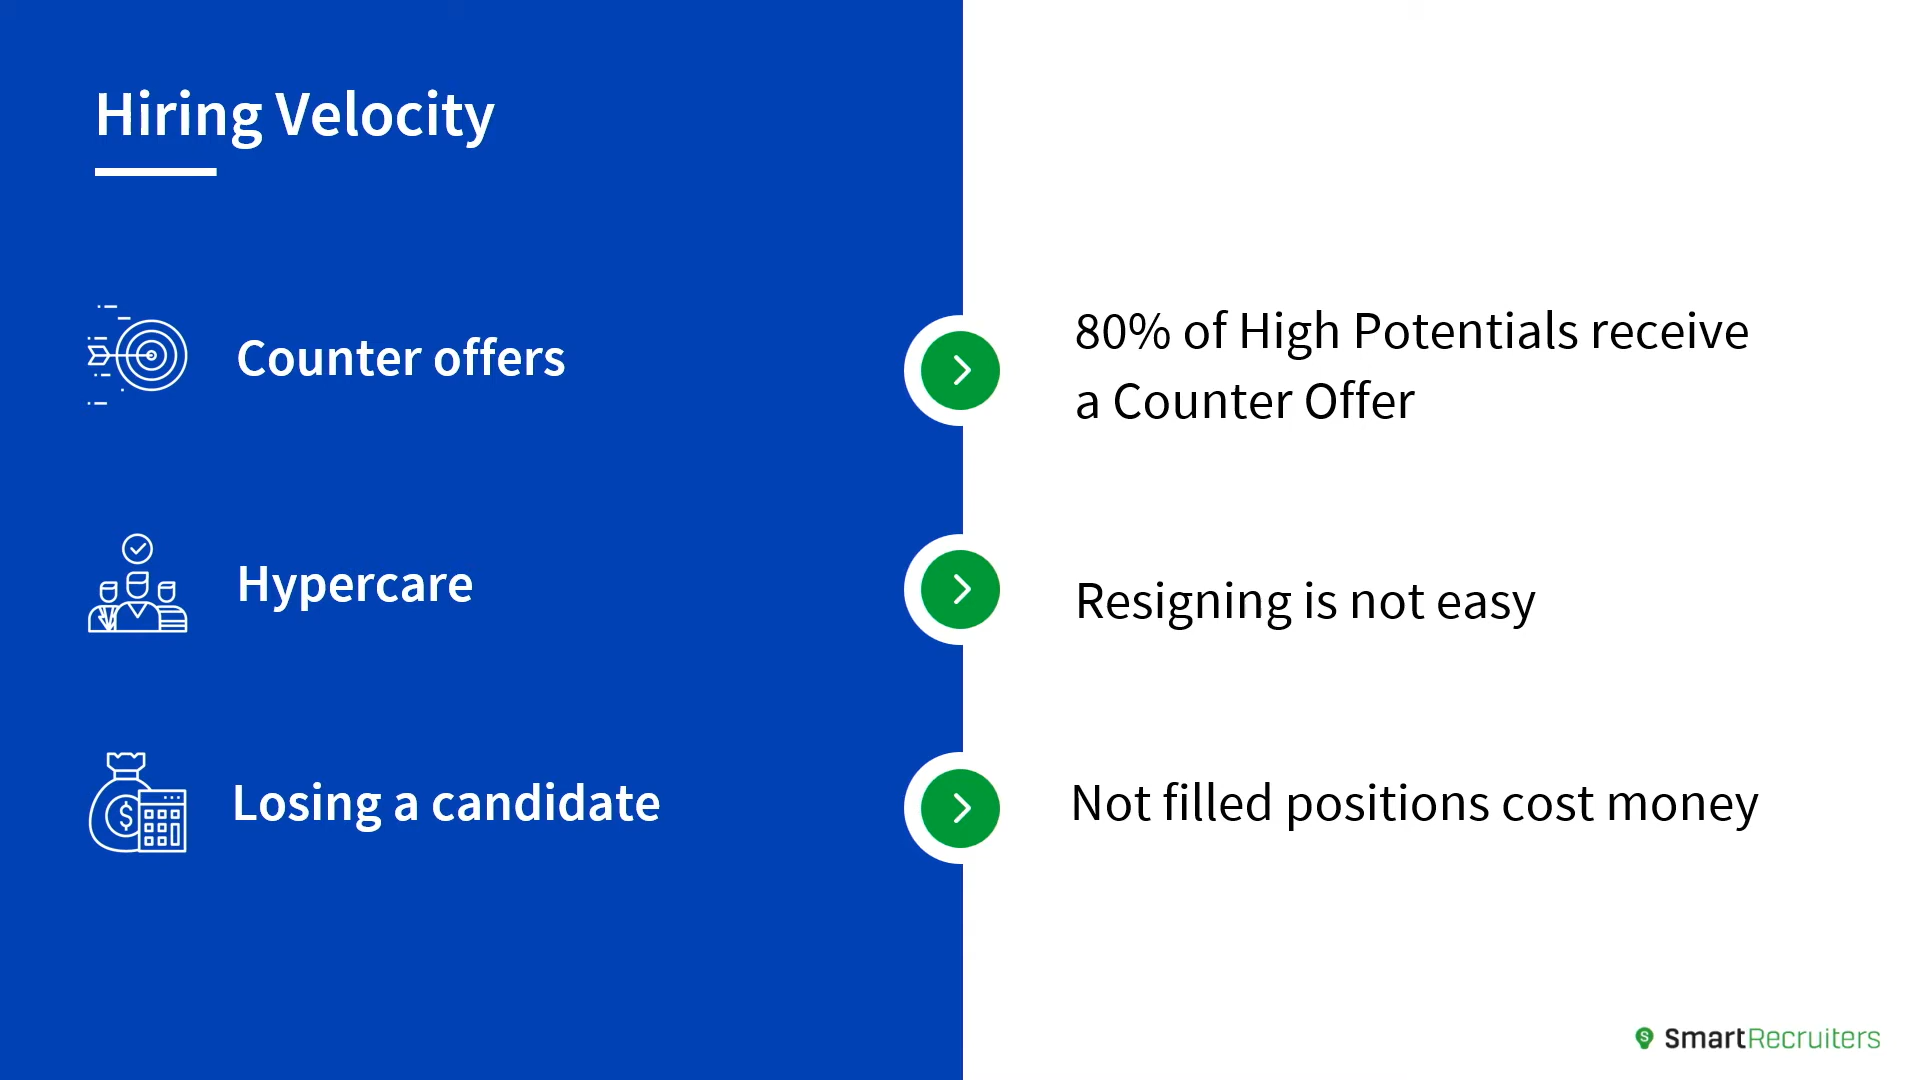 Hiring Velocity
Counter offers
80% of High Potentials receive
a Counter Offer
Hypercare
Resigning is not easy
Losing a candidate
Not filled positions cost money
$
S
SmartRecruiters